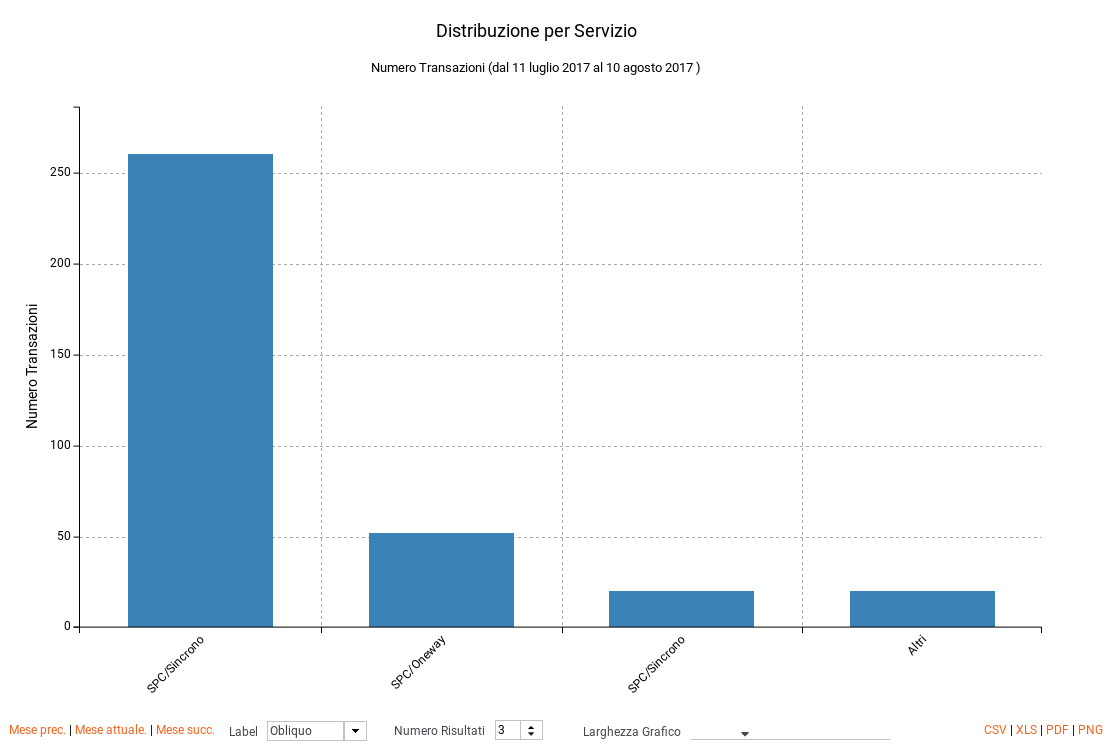 Distribuzione per Servizio
Numero Transazioni (dal 11 luglio 2017 al 10 agosto 2017 )
Numero Transazioni
250
200
150
100
50
0
SPC/Sincrono
SPC/Oneway
SPC/Sincrono
Altri
Mese prec. | Mese attuale. | Mese succ. Label Obliquo Numero Risultati 3 Larghezza Grafico CSV | XLS | PDF | PNG